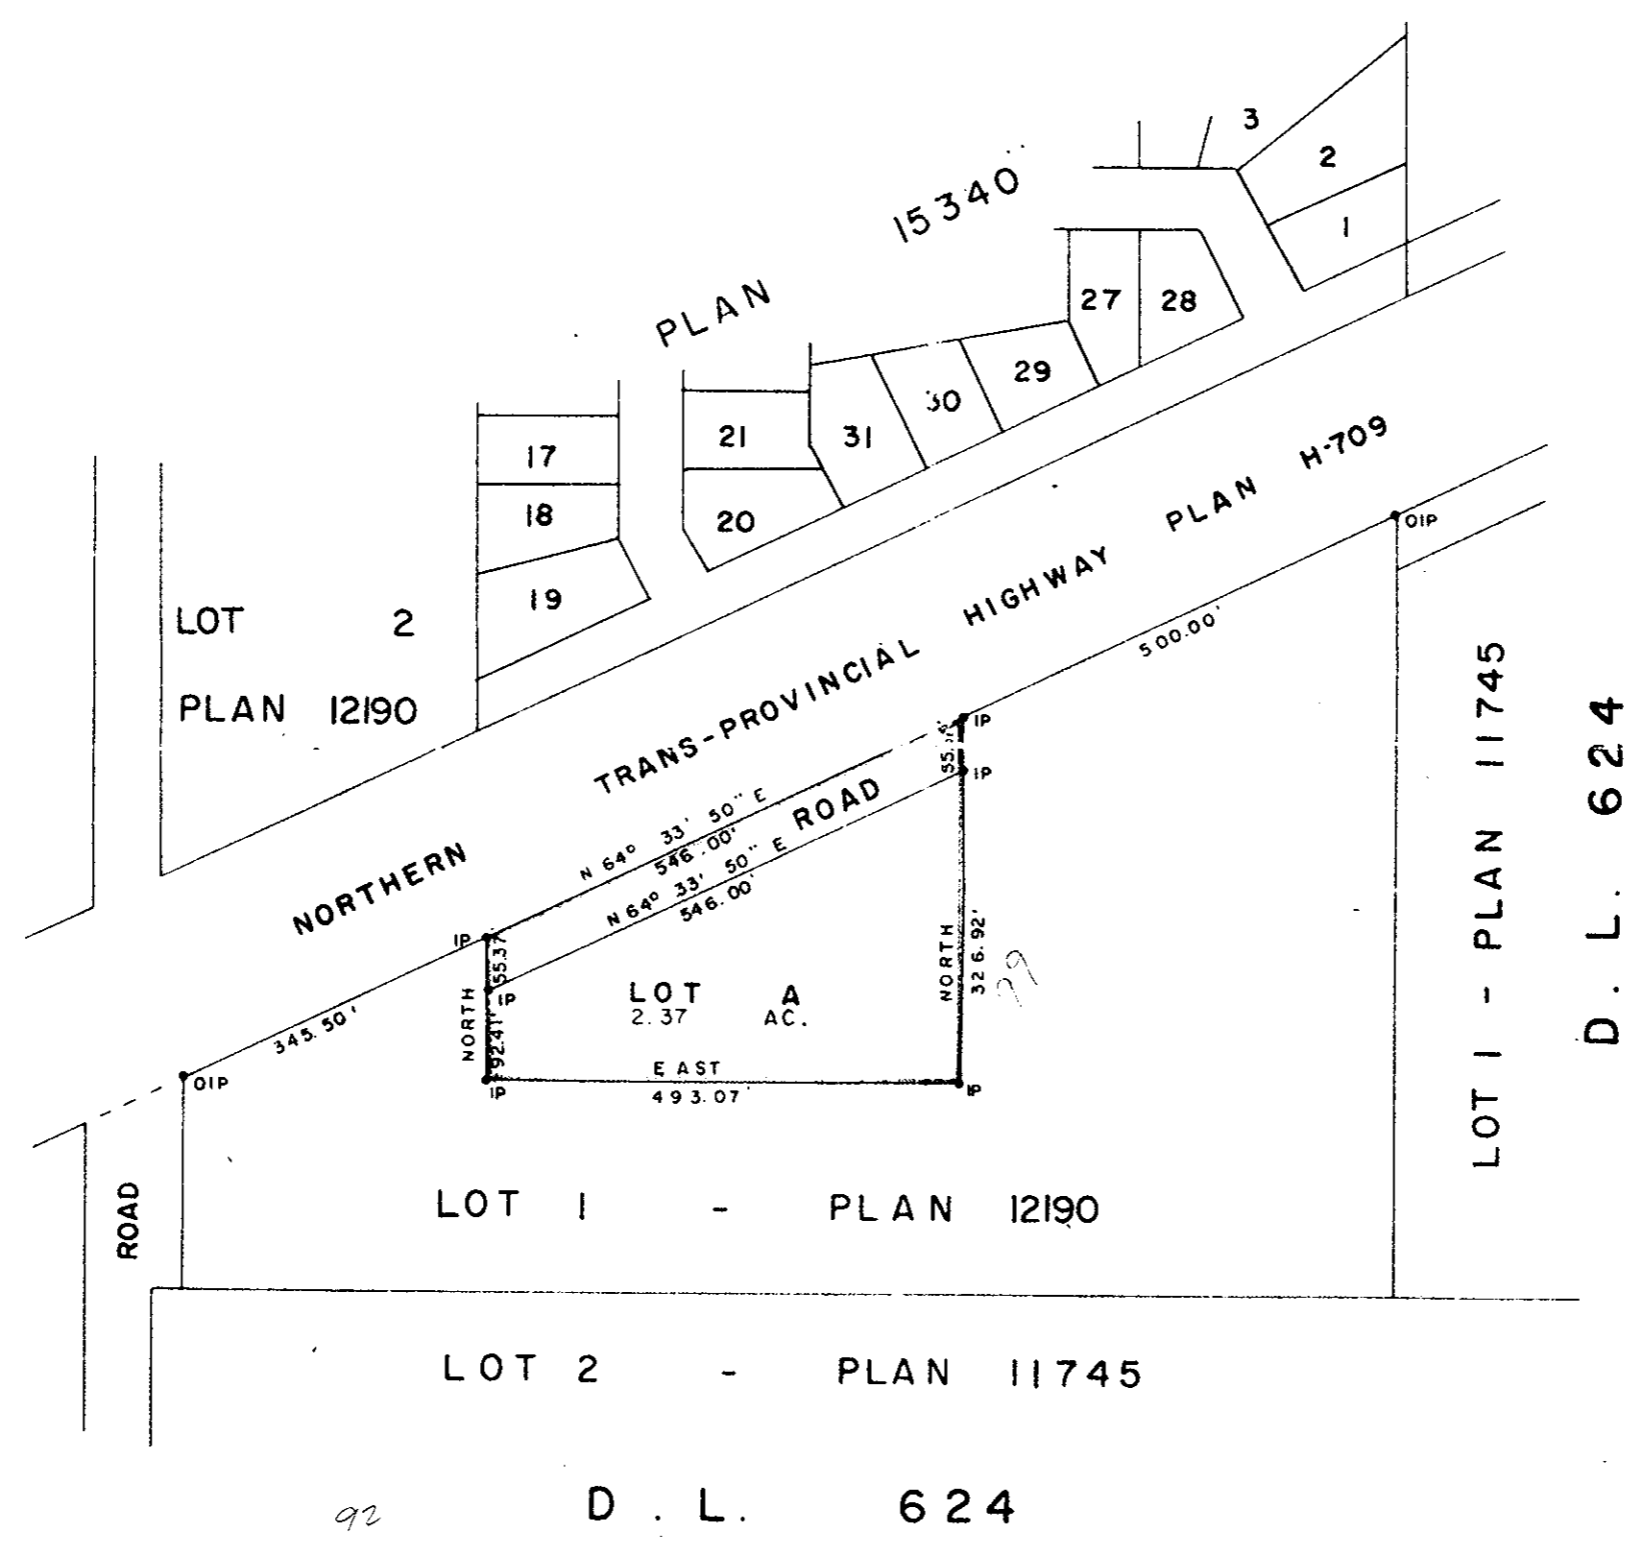 3
2
1
PLAN 15340
27
28
29
30
31
21
20
17
18
19
LOT 2
PLAN 12190
NORTHERN TRANS-PROVINCIAL HIGHWAY PLAN H-709
OIP
500.00'
IP
IP
N 64° 33' 50" E
546.00'
ROAD
N 64° 33' 50" E
546.00'
IP
55.37
IP
NORTH
92.41'
IP
345.50'
OIP
LOT A
2.37 AC.
EAST
493.07'
NORTH
326.92'
IP
LOT 1 - PLAN 11745
D. L. 624
ROAD
LOT 1 - PLAN 12190
LOT 2 - PLAN 11745
D. L. 624
92